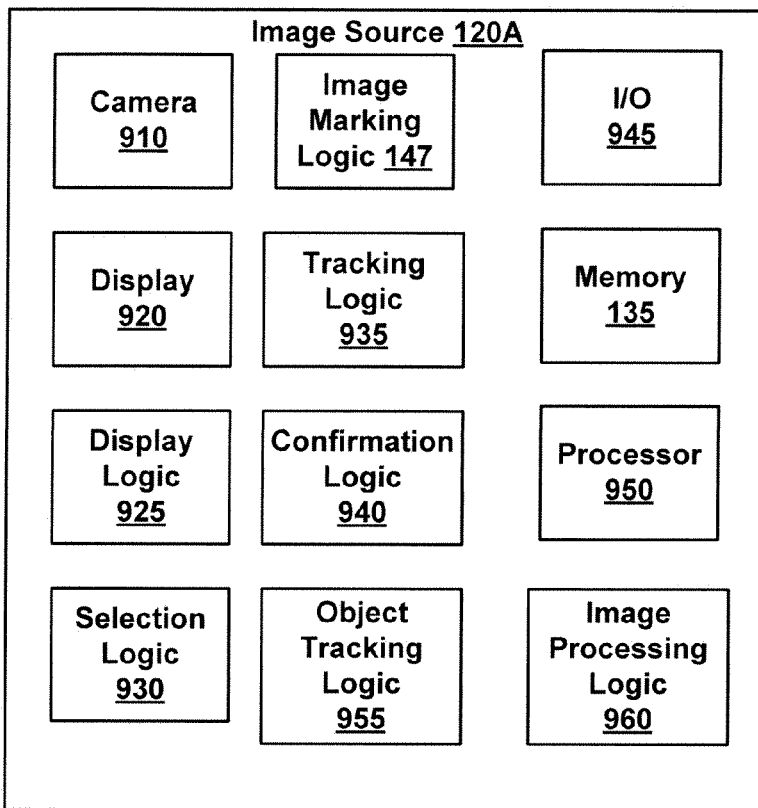 Image Source 120A
Camera
910
Image
Marking
Logic 147
I/O
945
Display
920
Tracking
Logic
935
Memory
135
Display
Logic
925
Confirmation
Logic
940
Processor
950
Selection
Logic
930
Object
Tracking
Logic
955
Image
Processing
Logic
960